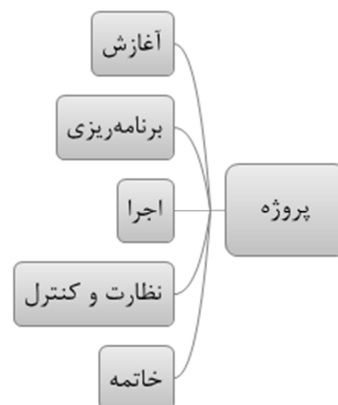 پروژه
آغازش
برنامه‌ریزی
اجرا
نظارت و کنترل
خاتمه